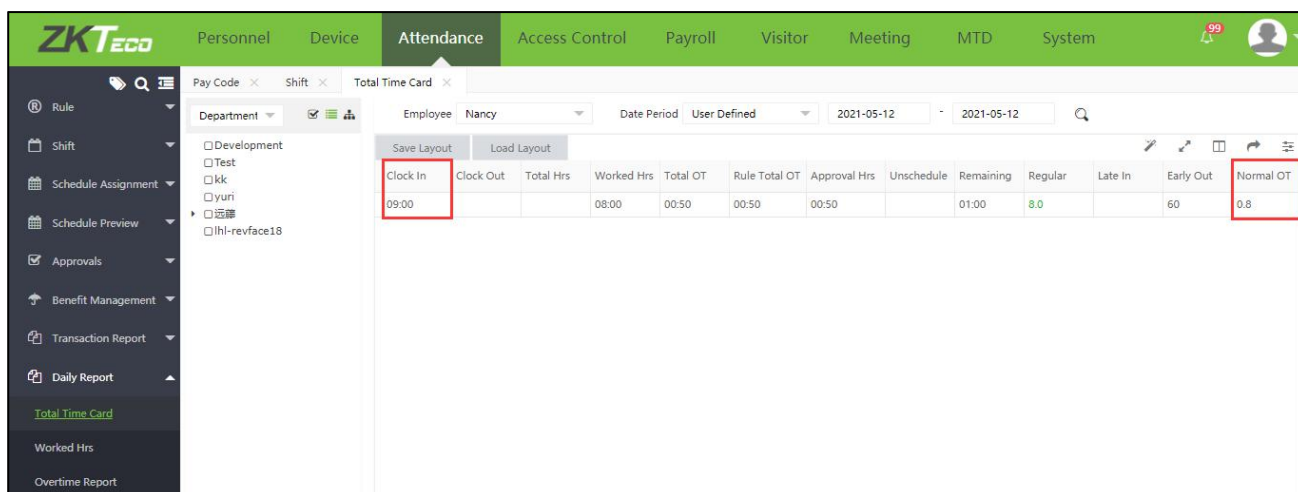 ZKTECO Personnel Device Attendance Access Control Payroll Visitor Meeting MTD System 99
Pay Code × Shift × Total Time Card ×
Rule
Shift
Schedule Assignment
Schedule Preview
Approvals
Benefit Management
Transaction Report
Daily Report
Total Time Card
Worked Hrs
Overtime Report
Department
Development
Test
kk
yuri
lhl-revface18
Employee Nancy Date Period User Defined 2021-05-12 - 2021-05-12
Save Layout Load Layout
Clock In Clock Out Total Hrs Worked Hrs Total OT Rule Total OT Approval Hrs Unschedule Remaining Regular Late In Early Out Normal OT
09:00 08:00 00:50 00:50 00:50 01:00 8.0 60 0.8